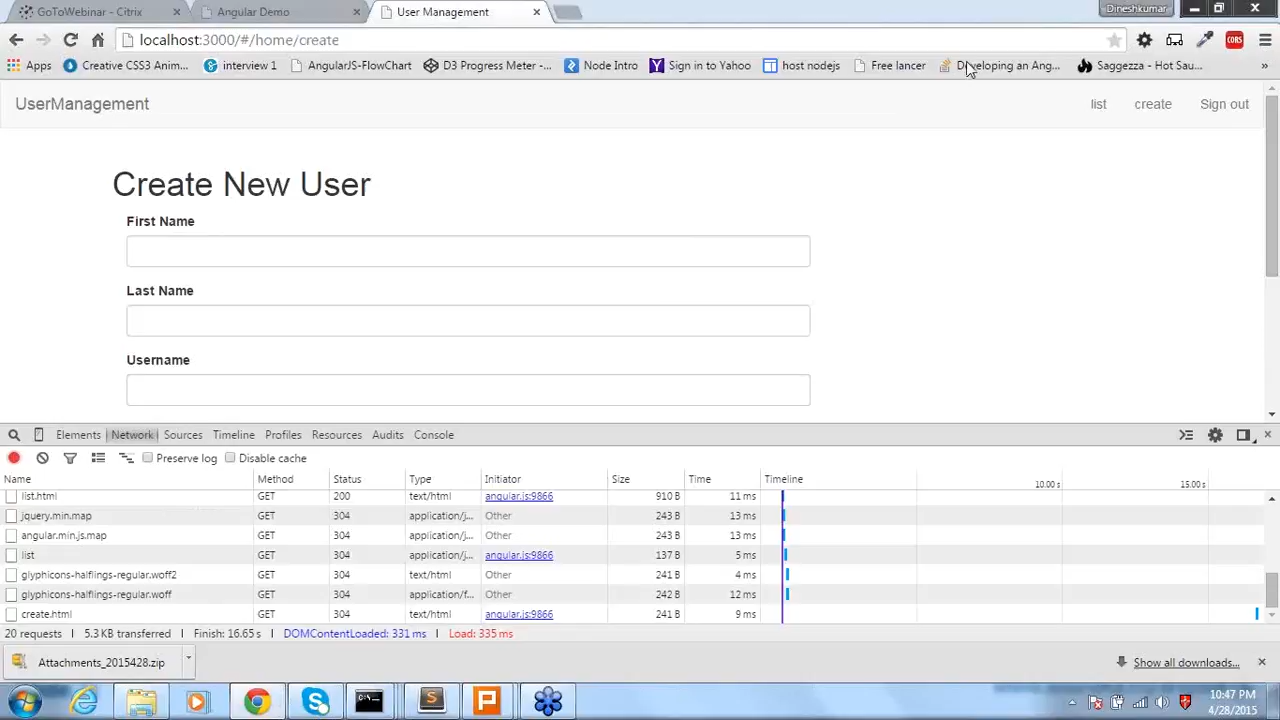 GoToWebinar - Citrix
Angular Demo
User Management
Dineshkumar
localhost:3000/#/home/create
CORS
Apps
Creative CSS3 Anim...
interview 1
AngularJS-FlowChart
D3 Progress Meter -...
Node Intro
Sign in to Yahoo
host nodejs
Free lancer
Developing an Ang...
Saggezza - Hot Sau...
»
UserManagement
list
create
Sign out
Create New User
First Name
Last Name
Username
Elements
Network
Sources
Timeline
Profiles
Resources
Audits
Console
Preserve log
Disable cache
Name Method Status Type Initiator Size Time Timeline 10.00 s 15.00 s
list.html GET 200 text/html angular.js:9866 910 B 11 ms
jquery.min.map GET 304 application/j... Other 243 B 13 ms
angular.min.js.map GET 304 application/j... Other 243 B 13 ms
list GET 304 application/j... angular.js:9866 137 B 5 ms
glyphicons-halflings-regular.woff2 GET 304 text/html Other 241 B 4 ms
glyphicons-halflings-regular.woff GET 304 application/f... Other 242 B 12 ms
create.html GET 304 text/html angular.js:9866 241 B 9 ms
20 requests | 5.3 KB transferred | Finish: 16.65 s | DOMContentLoaded: 331 ms | Load: 335 ms
Attachments_2015428.zip
Show all downloads...
10:47 PM
4/28/2015